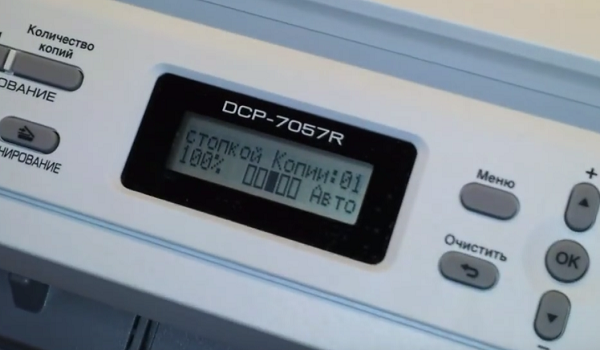 Количество
копий
ОВАНИЕ
НИРОВАНИЕ
DCP-7057R
стопкой Копии:01
100% Авто
Меню
Очистить
+
OK